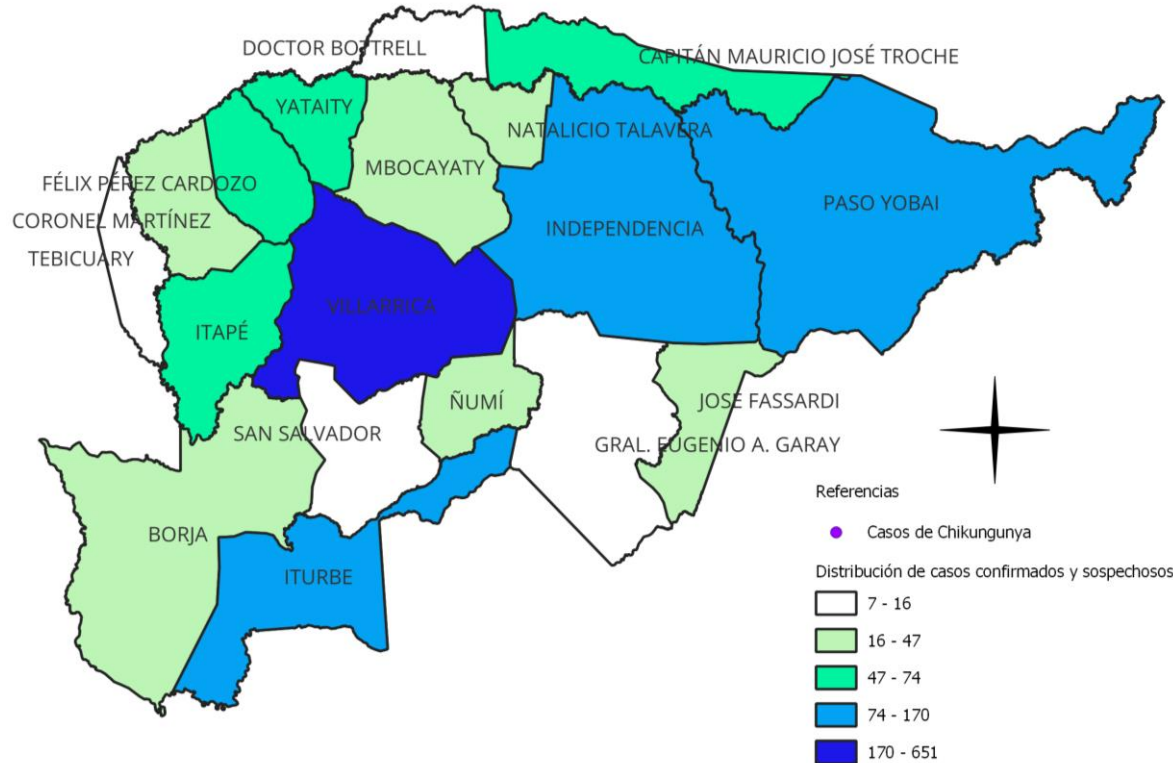 DOCTOR BOTTRELL
CAPITÁN MAURICIO JOSÉ TROCHE
YATAITY
NATALICIO TALAVERA
MBOCAYATY
FÉLIX PÉREZ CARDOZO
PASO YOBAI
CORONEL MARTÍNEZ
INDEPENDENCIA
TEBICUARY
VILLARRICA
ITAPÉ
ÑUMÍ
JOSE FASSARDI
SAN SALVADOR
GRAL. EUGENIO A. GARAY
BORJA
ITURBE
Referencias
Casos de Chikungunya
Distribución de casos confirmados y sospechosos
7 - 16
16 - 47
47 - 74
74 - 170
170 - 651